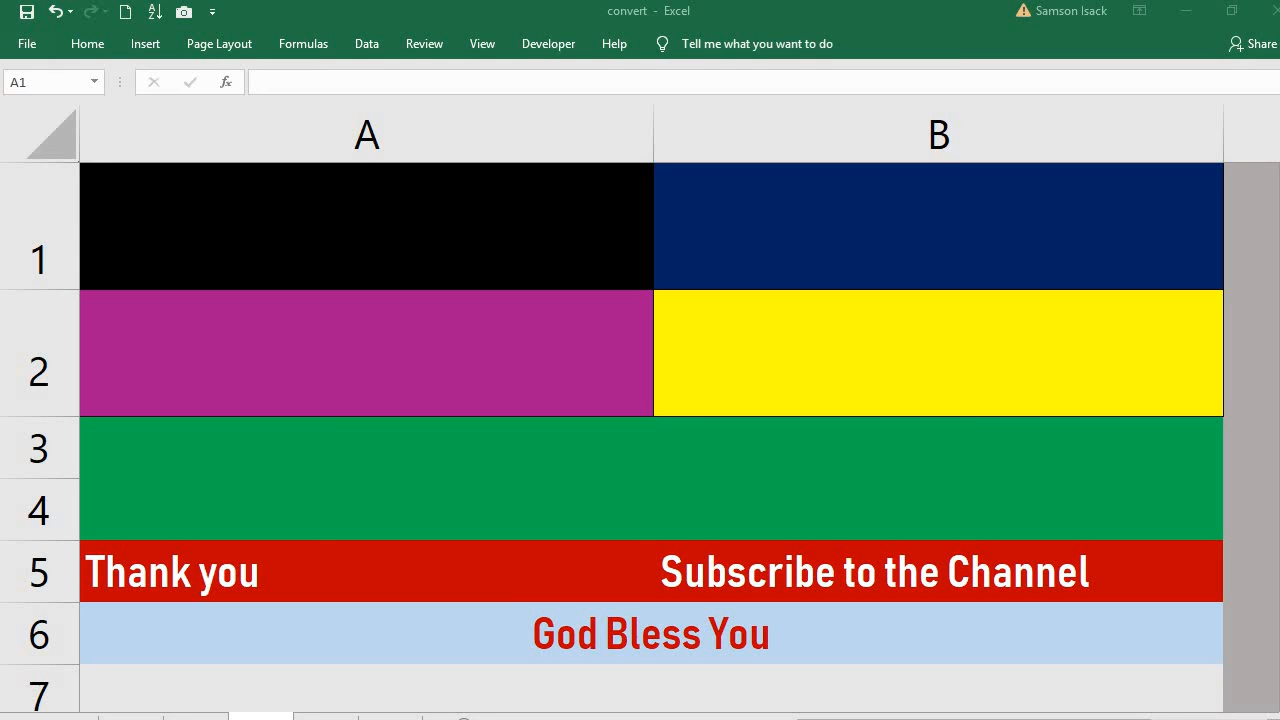 convert - Excel
Samson Isack
File Home Insert Page Layout Formulas Data Review View Developer Help Tell me what you want to do Share
A1 fx
A B
1
2
3
4
5 Thank you Subscribe to the Channel
6 God Bless You
7